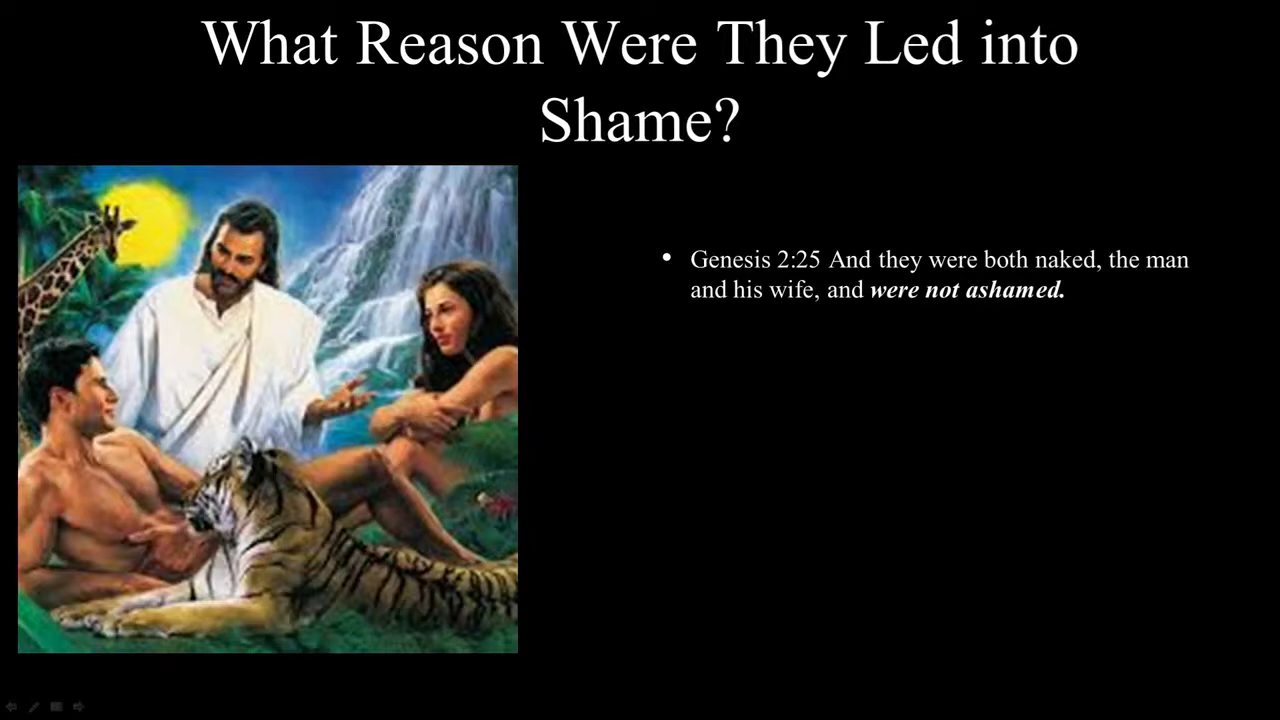 What Reason Were They Led into
Shame?
• Genesis 2:25 And they were both naked, the man
and his wife, and were not ashamed.